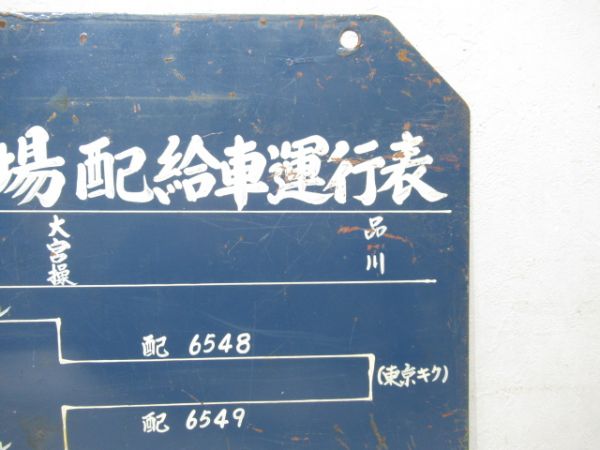 場配給車運行表
大宮操
品川
配 6548
(東京キク)
配 6549